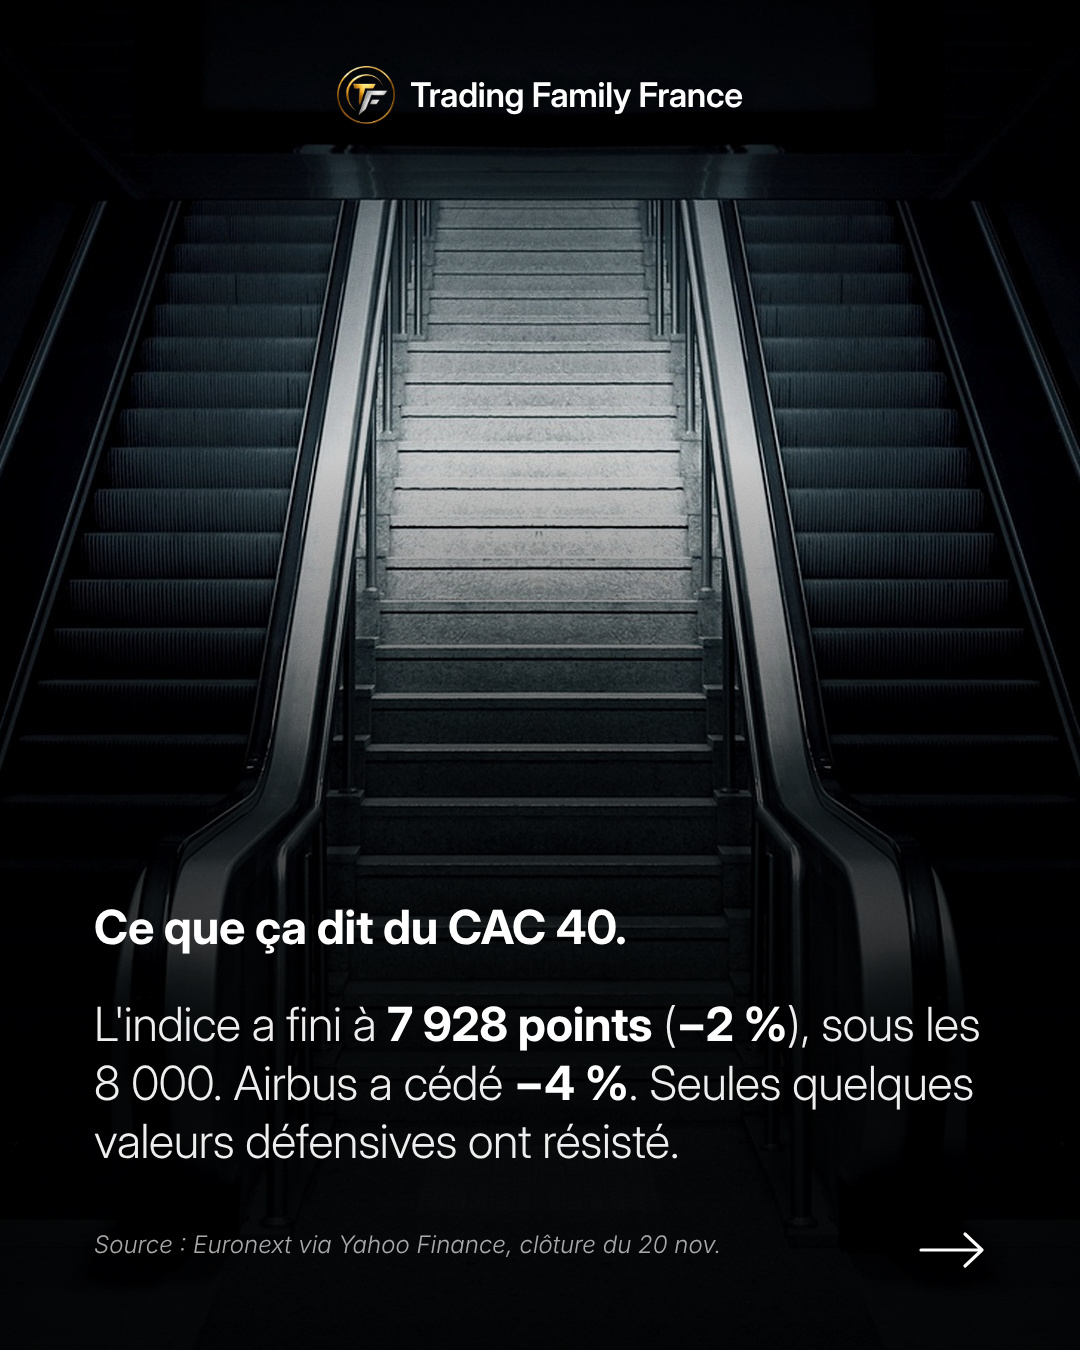 TF Trading Family France
Ce que ça dit du CAC 40.
L'indice a fini à 7 928 points (−2 %), sous les
8 000. Airbus a cédé −4 %. Seules quelques
valeurs défensives ont résisté.
Source : Euronext via Yahoo Finance, clôture du 20 nov.